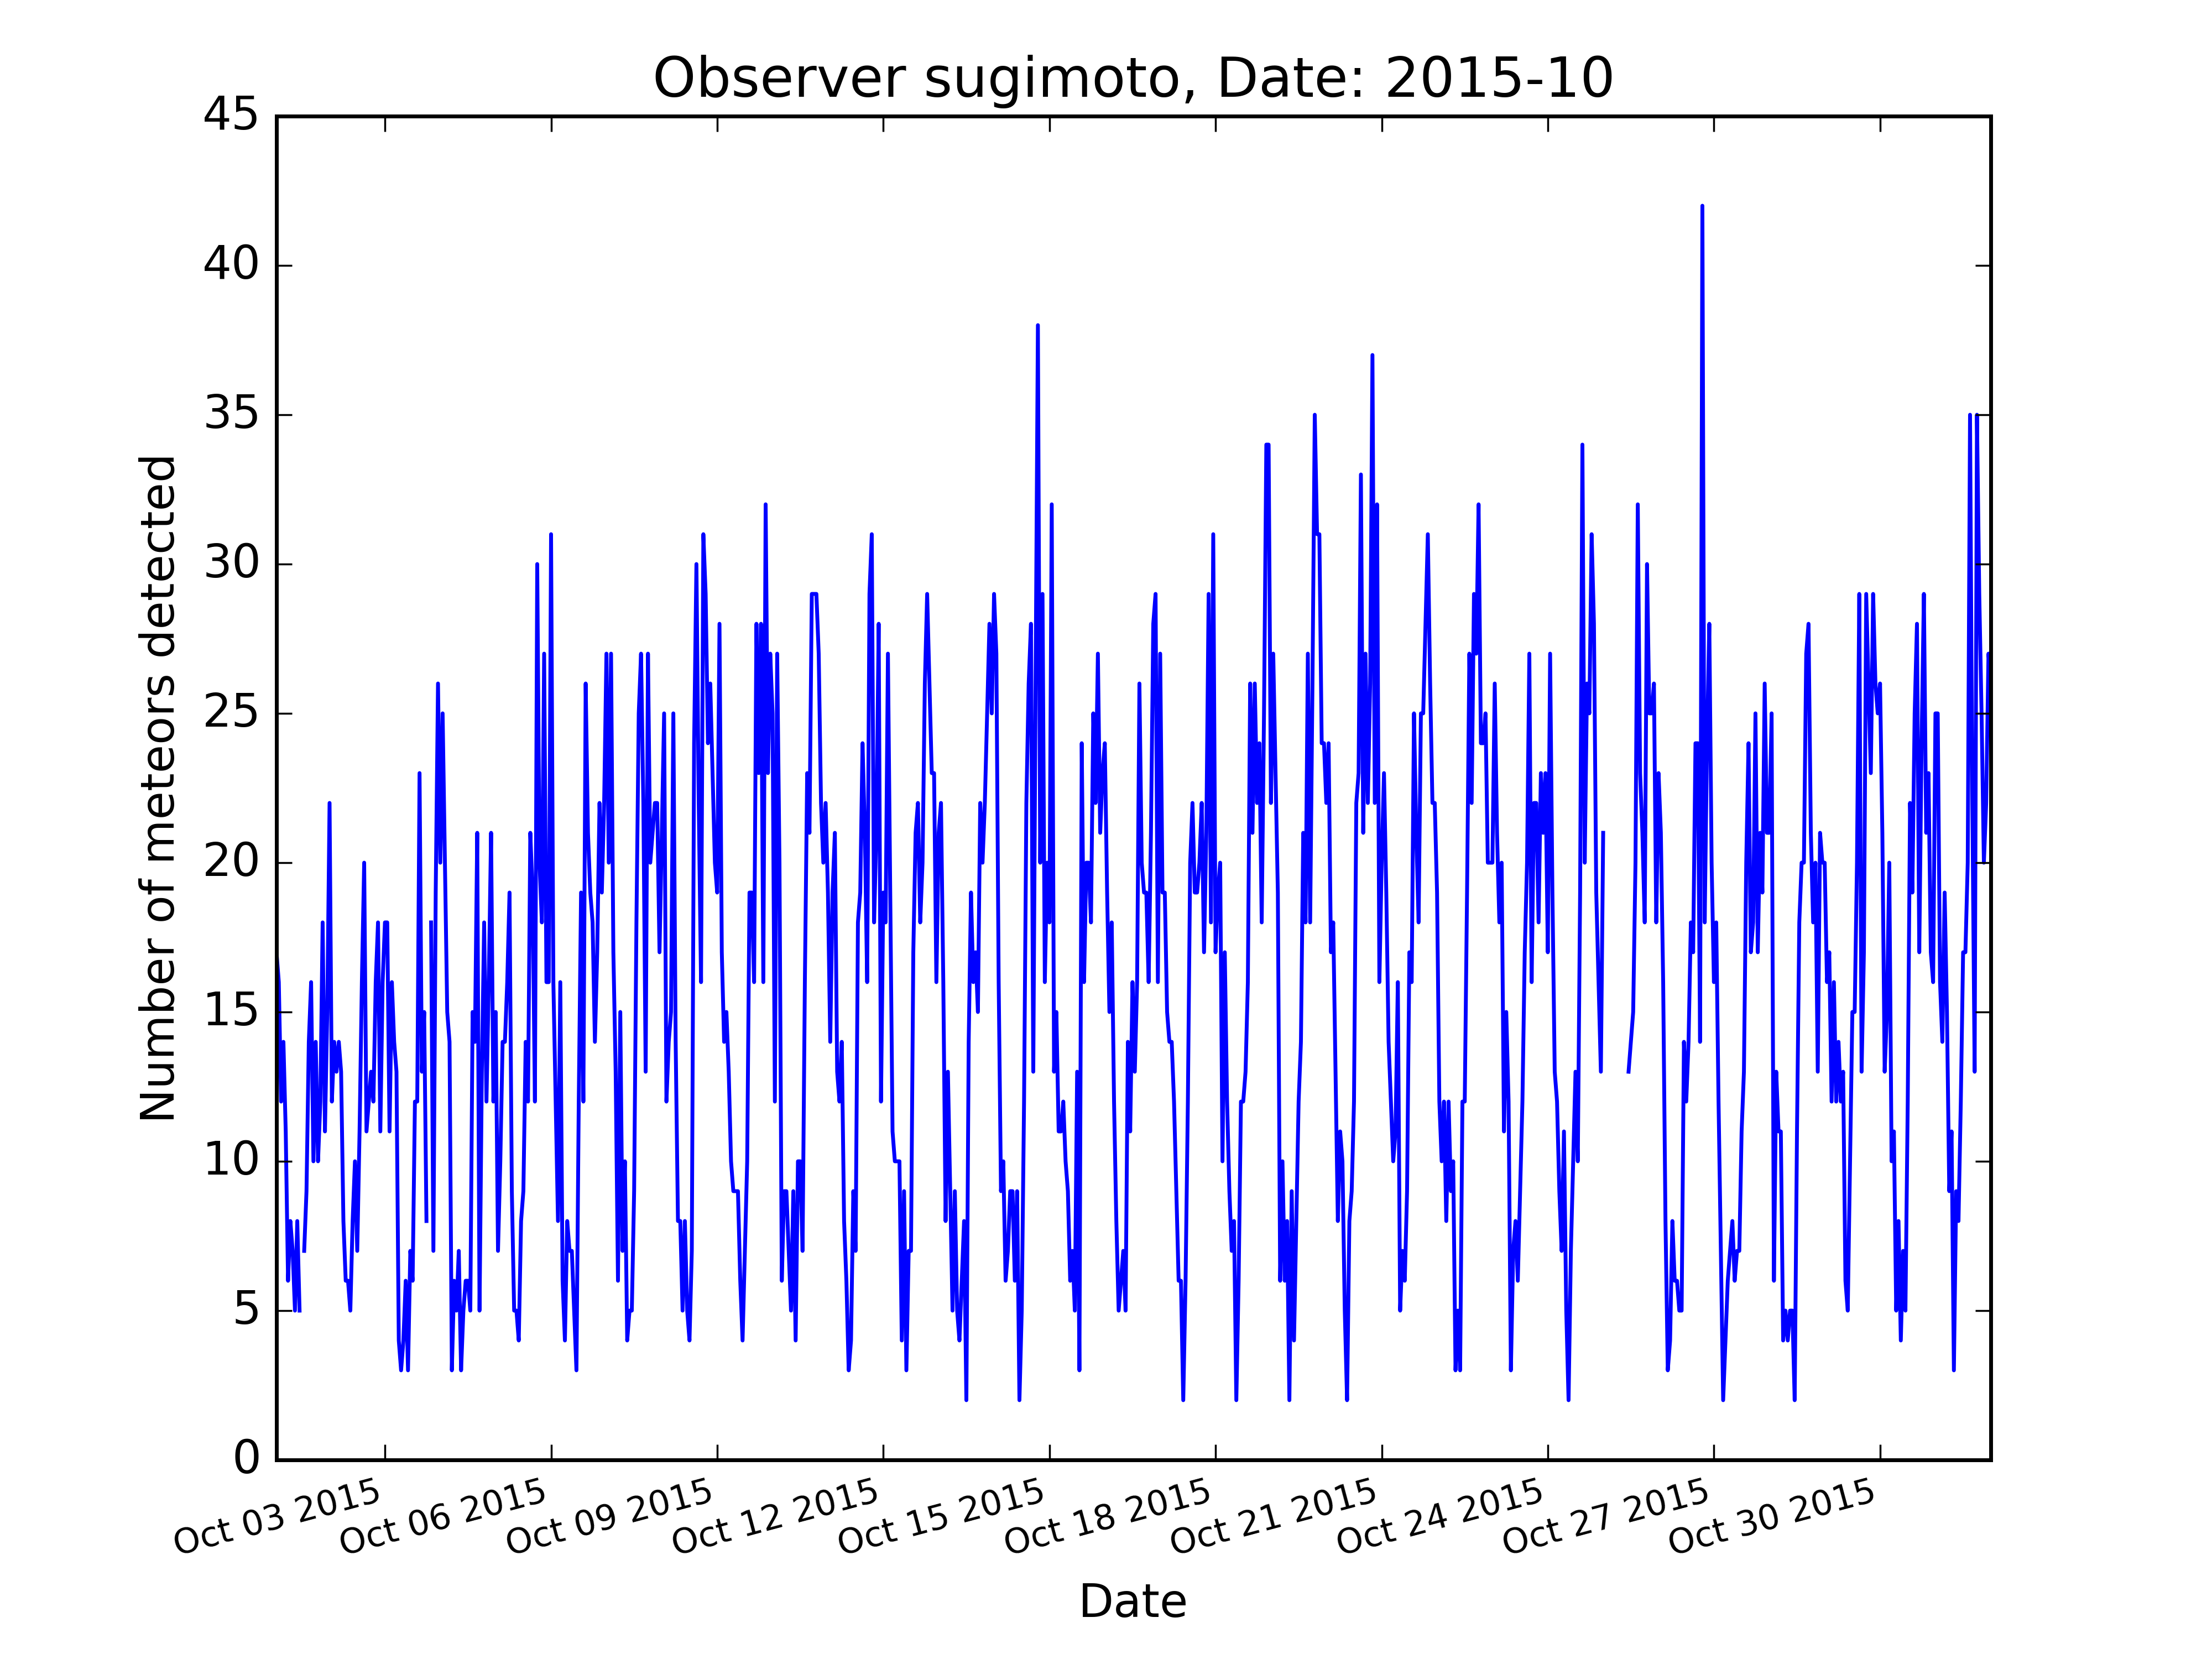 Observer sugimoto, Date: 2015-10
45
40
35
30
25
20
15
10
5
0
Number of meteors detected
Oct 03 2015
Oct 06 2015
Oct 09 2015
Oct 12 2015
Oct 15 2015
Oct 18 2015
Oct 21 2015
Oct 24 2015
Oct 27 2015
Oct 30 2015
Date